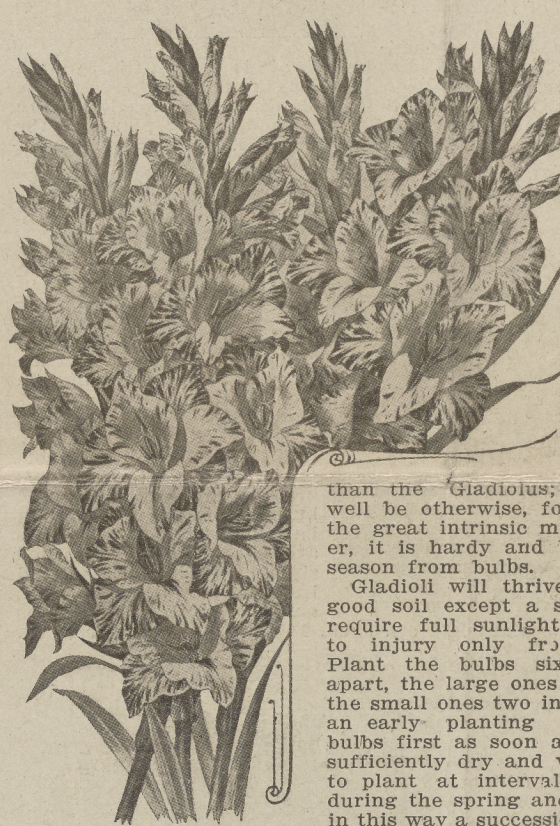 than the Gladiolus;
well be otherwise, fo
the great intrinsic m
er, it is hardy and
season from bulbs.
Gladioli will thrive
good soil except a s
require full sunlight
to injury only fro
Plant the bulbs six
apart, the large ones
the small ones two in
an early planting
bulbs first as soon a
sufficiently dry and w
to plant at interval
during the spring and
in this way a successi